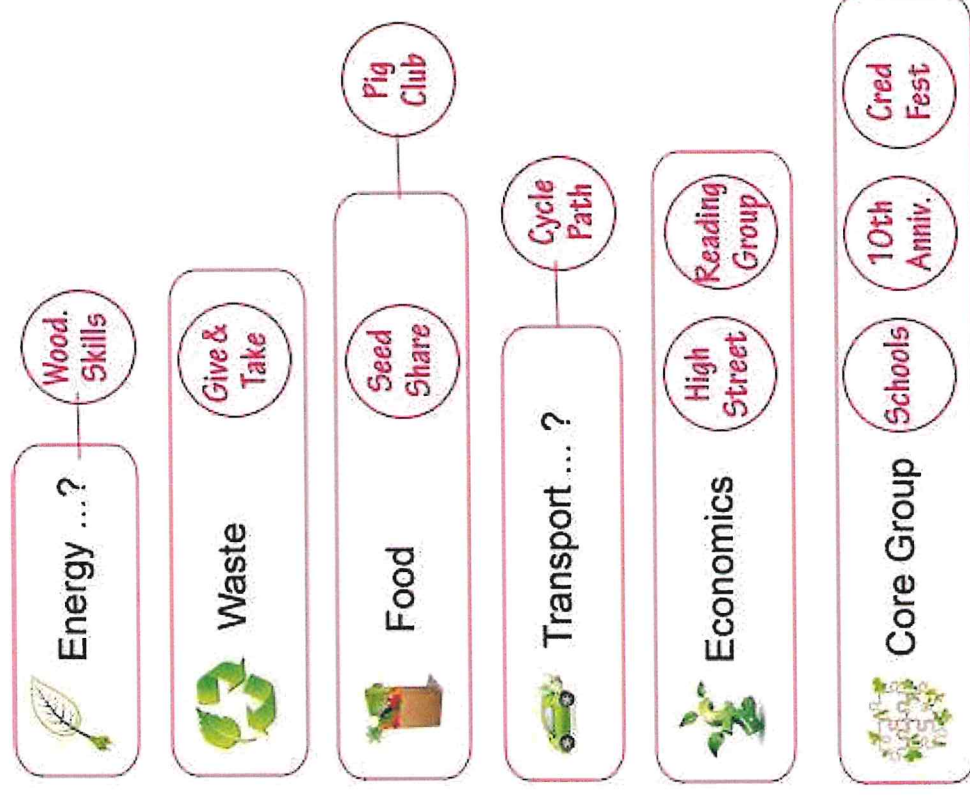 Energy ...?
Wood.
Skills
Waste
Give &
Take
Food
Seed
Share
Pig
Club
Transport .... ?
Cycle
Path
Economics
High
Street
Reading
Group
Core Group
Schools
10th
Anniv.
Cred
Fest